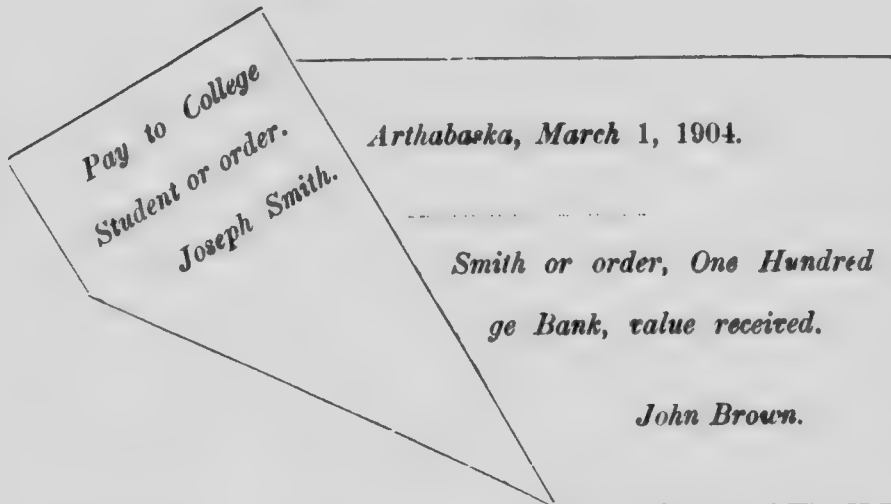 Pay to College
Student or order.
Joseph Smith.
Arthabaska, March 1, 1904.
Smith or order, One Hundred
ge Bank, value received.
John Brown.